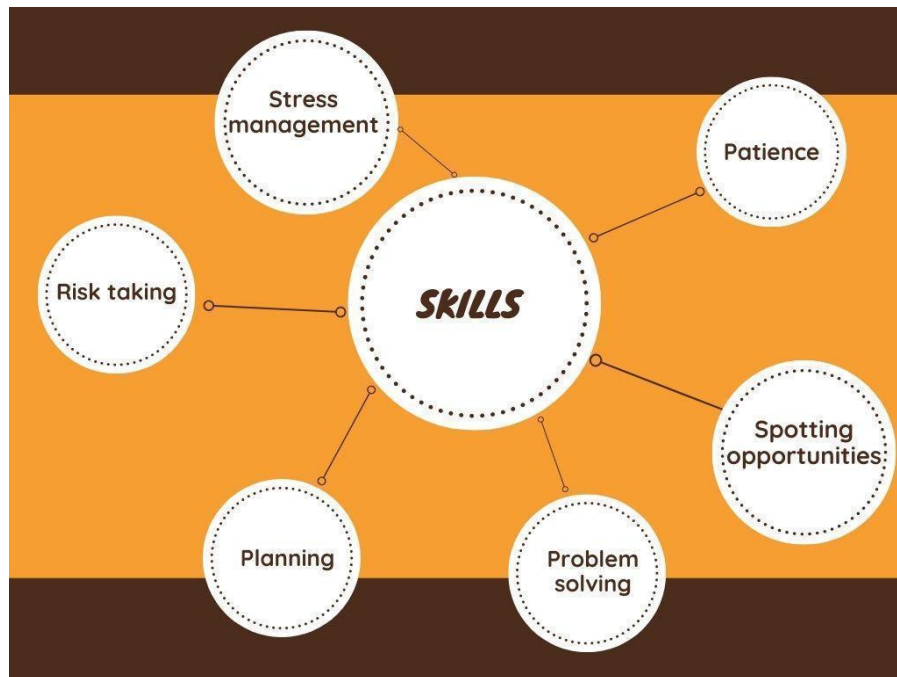 Stress
management
Patience
Risk taking
SKILLS
Spotting
opportunities
Planning
Problem
solving